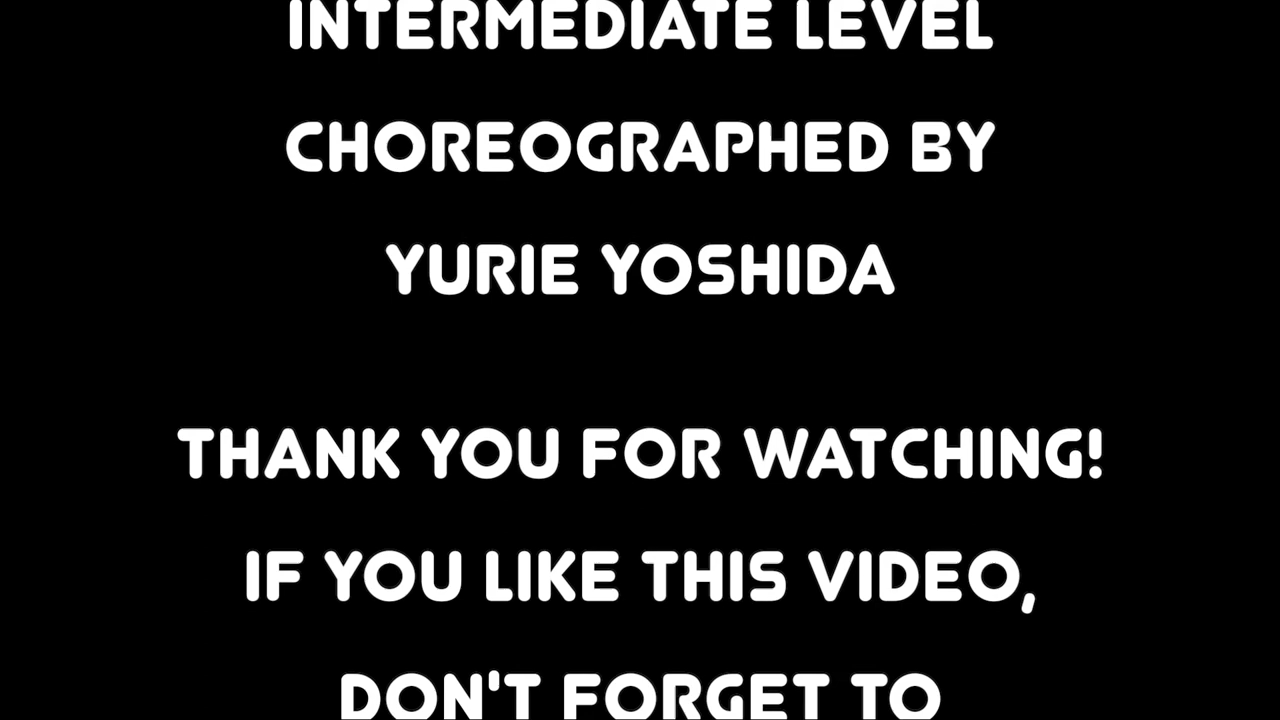 INTERMEDIATE LEVEL
CHOREOGRAPHED BY
YURIE YOSHIDA
THANK YOU FOR WATCHING!
IF YOU LIKE THIS VIDEO,
DON'T FORGET TO